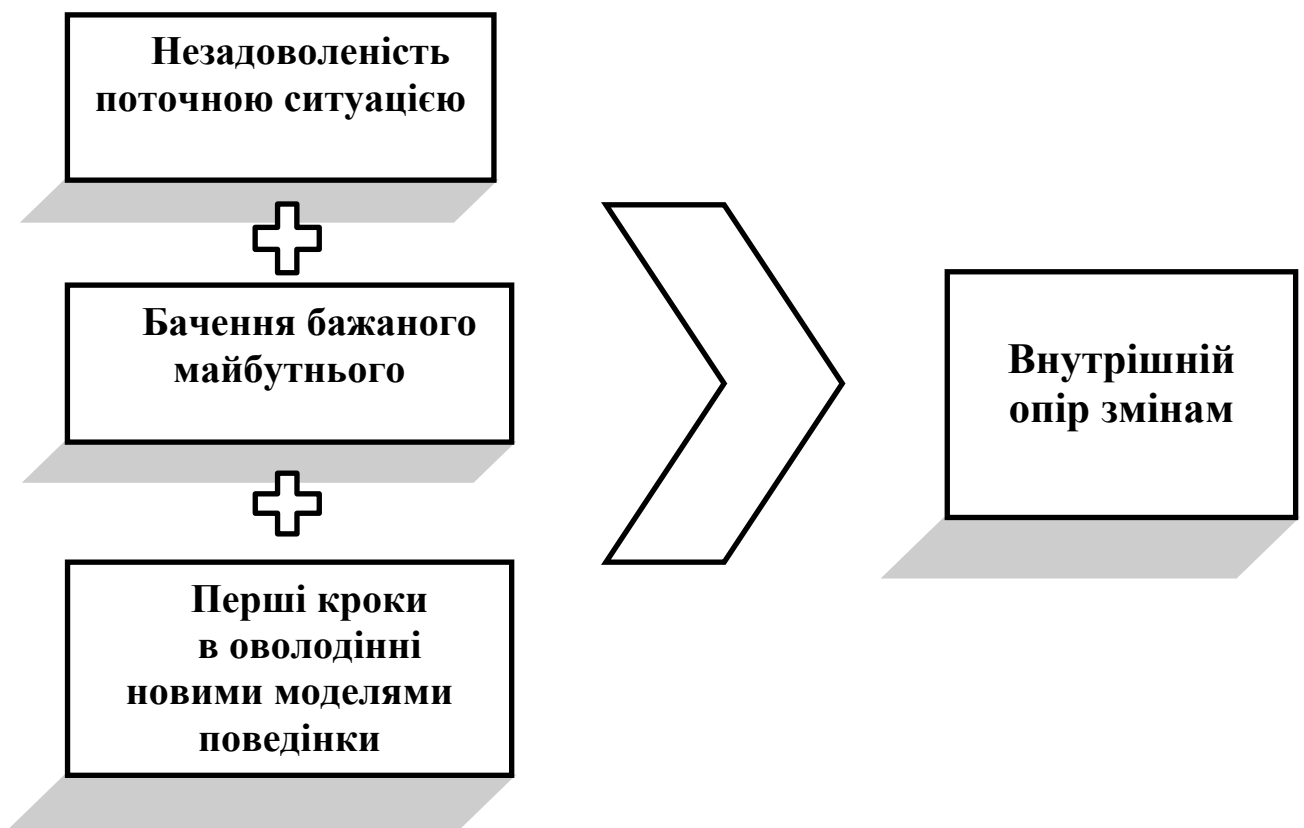 Незадоволеність
поточною ситуацією
Бачення бажаного
майбутнього
Перші кроки
в оволодінні
новими моделями
поведінки
Внутрішній
опір змінам